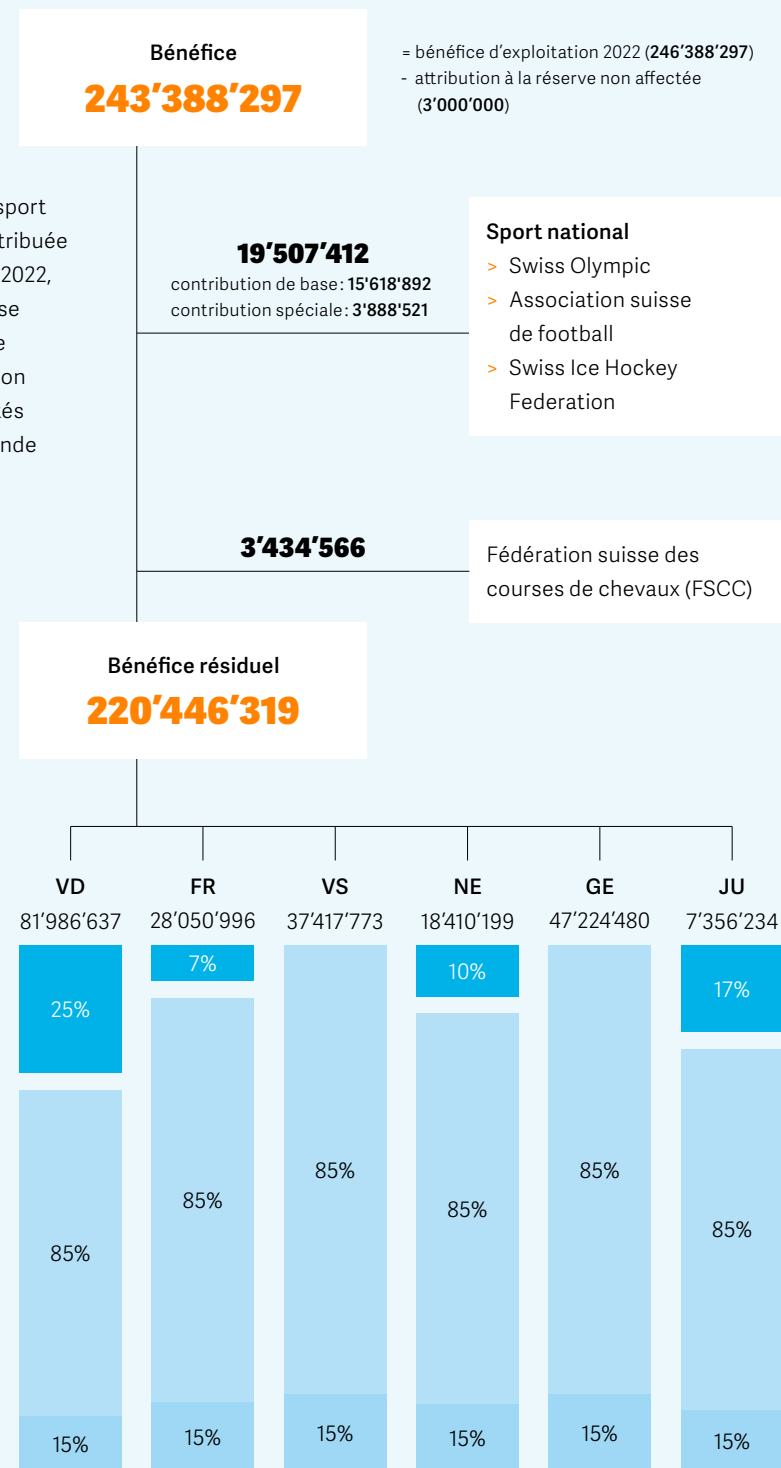 Bénéfice
243’388’297
= bénéfice d’exploitation 2022 (246’388’297)
- attribution à la réserve non affectée
(3’000’000)
sport
tribuée
2022,
se
e
on
és
nde
19’507’412
contribution de base: 15'618'892
contribution spéciale: 3'888'521
Sport national
> Swiss Olympic
> Association suisse
de football
> Swiss Ice Hockey
Federation
3’434’566
Fédération suisse des
courses de chevaux (FSCC)
Bénéfice résiduel
220’446’319
VD FR VS NE GE JU
81’986’637 28’050’996 37’417’773 18’410’199 47’224’480 7’356’234
25% 7% 10% 17%
85% 85% 85% 85% 85% 85%
15% 15% 15% 15% 15% 15%